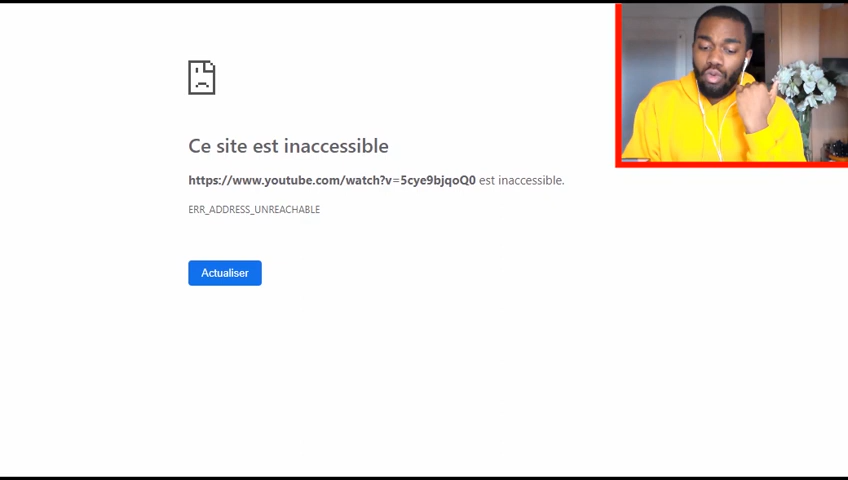 Ce site est inaccessible
https://www.youtube.com/watch?v=5cye9bjqoQ0 est inaccessible.
ERR_ADDRESS_UNREACHABLE
Actualiser